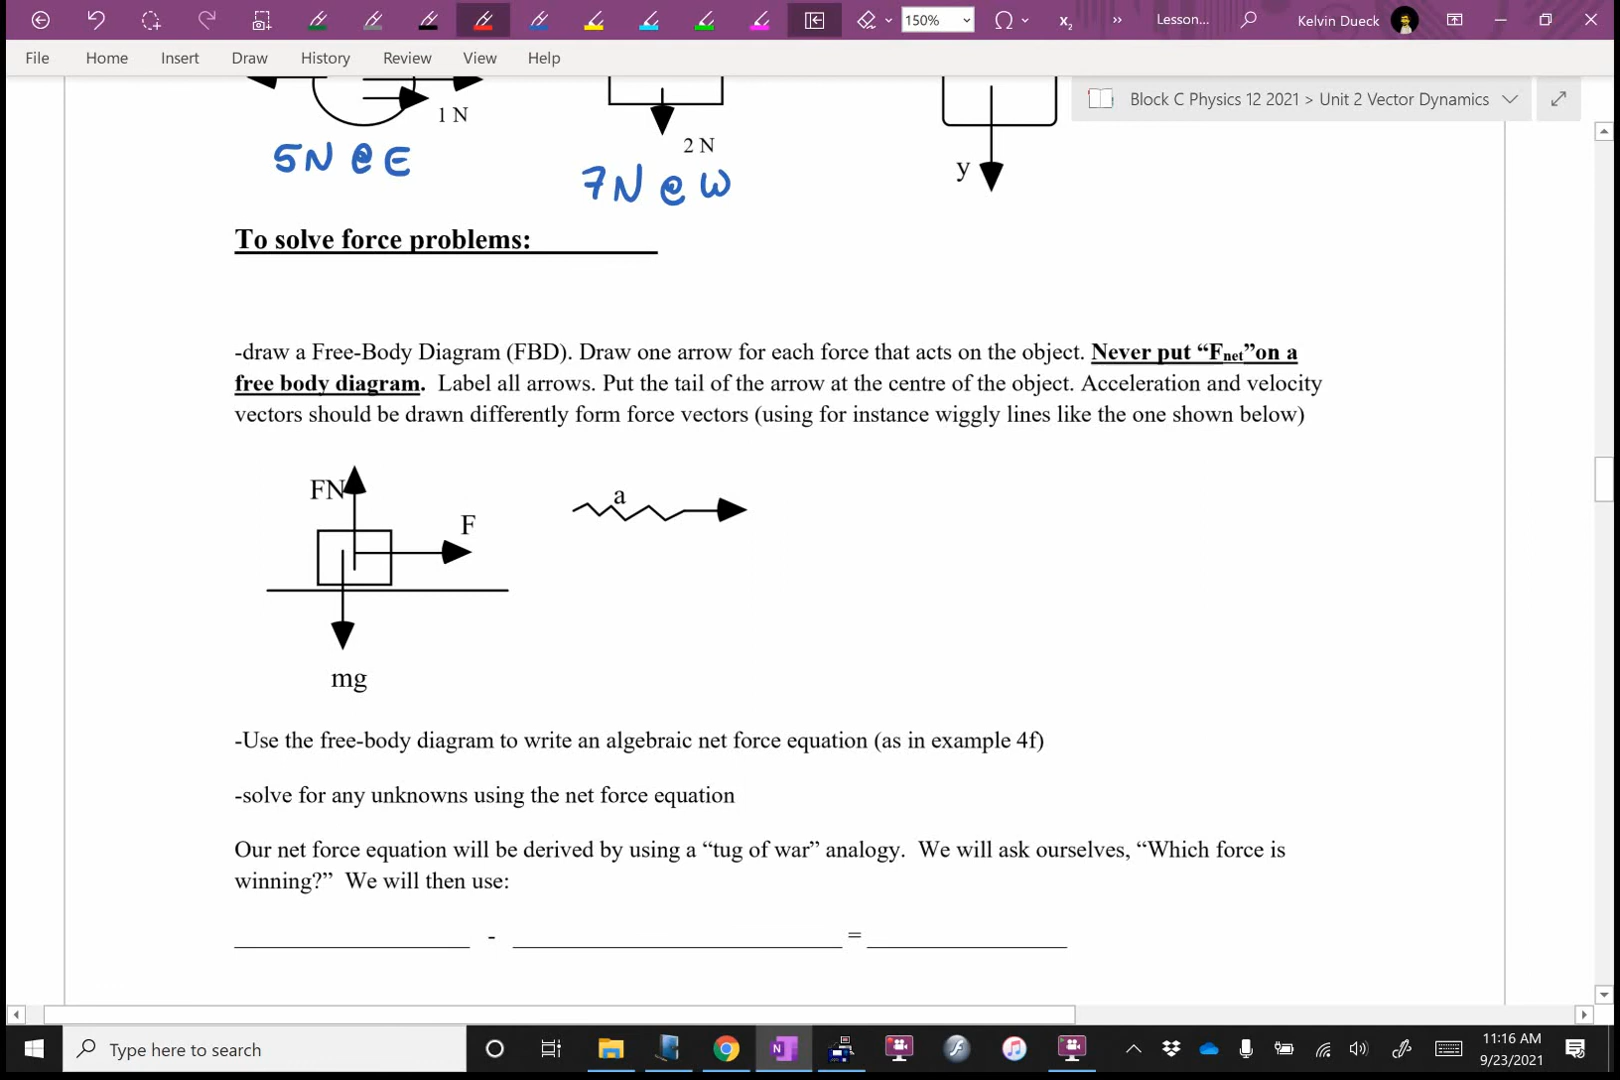 150%
Ω
x₂
»
Lesson...
Kelvin Dueck
File
Home
Insert
Draw
History
Review
View
Help
Block C Physics 12 2021 > Unit 2 Vector Dynamics
1 N
5N @ E
2 N
7N @ W
y
To solve force problems:
-draw a Free-Body Diagram (FBD). Draw one arrow for each force that acts on the object. Never put “Fnet”on a
free body diagram. Label all arrows. Put the tail of the arrow at the centre of the object. Acceleration and velocity
vectors should be drawn differently form force vectors (using for instance wiggly lines like the one shown below)
FN
F
a
mg
-Use the free-body diagram to write an algebraic net force equation (as in example 4f)
-solve for any unknowns using the net force equation
Our net force equation will be derived by using a “tug of war” analogy. We will ask ourselves, “Which force is
winning?” We will then use:
____________________ - ____________________________ = _________________
Type here to search
N
11:16 AM
9/23/2021